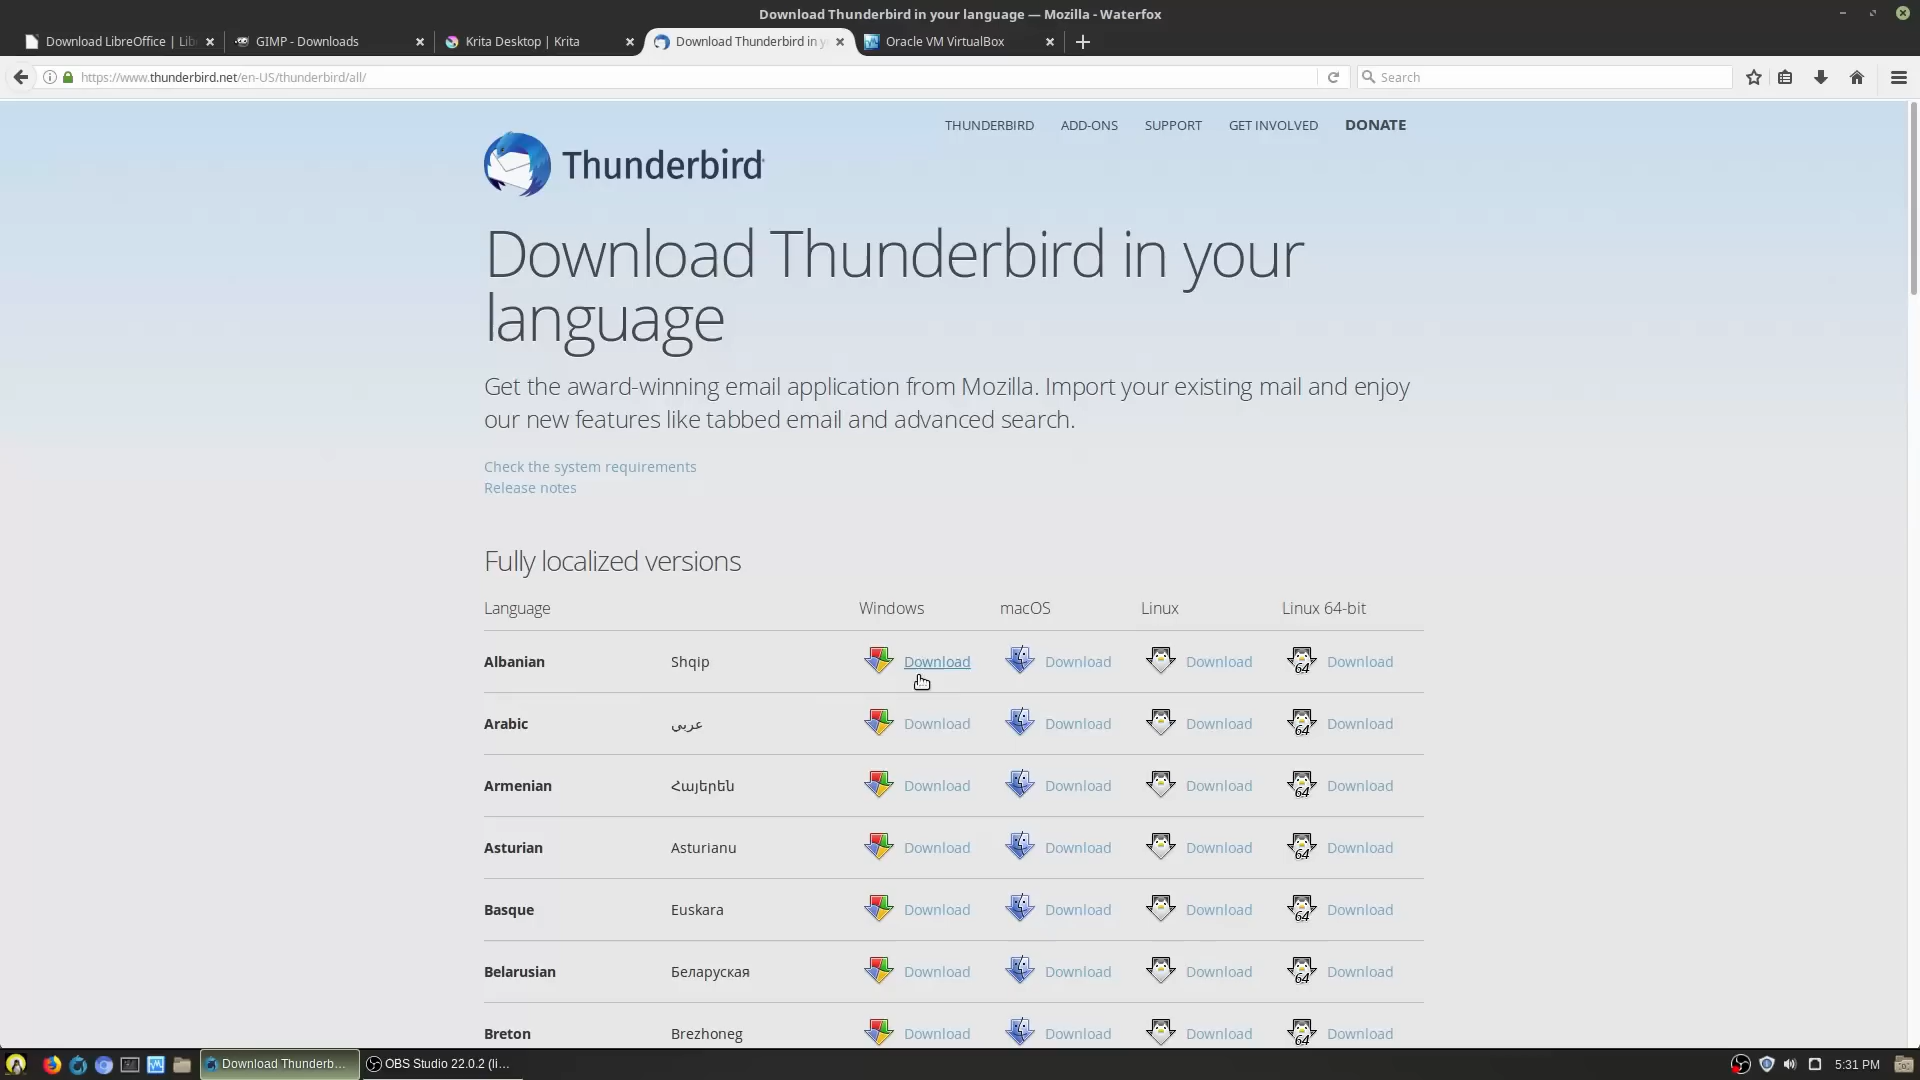 Download Thunderbird in your language — Mozilla - Waterfox
Download LibreOffice | Lib
GIMP - Downloads
Krita Desktop | Krita
Download Thunderbird in y
Oracle VM VirtualBox
https://www.thunderbird.net/en-US/thunderbird/all/
Search
THUNDERBIRD ADD-ONS SUPPORT GET INVOLVED DONATE
Thunderbird
Download Thunderbird in your
language
Get the award-winning email application from Mozilla. Import your existing mail and enjoy
our new features like tabbed email and advanced search.
Check the system requirements
Release notes
Fully localized versions
Language Windows macOS Linux Linux 64-bit
Albanian Shqip Download Download Download 64 Download
Arabic عربي Download Download Download 64 Download
Armenian Հայերեն Download Download Download 64 Download
Asturian Asturianu Download Download Download 64 Download
Basque Euskara Download Download Download 64 Download
Belarusian Беларуская Download Download Download 64 Download
Breton Brezhoneg Download Download Download 64 Download
Download Thunderb...
OBS Studio 22.0.2 (li...
5:31 PM